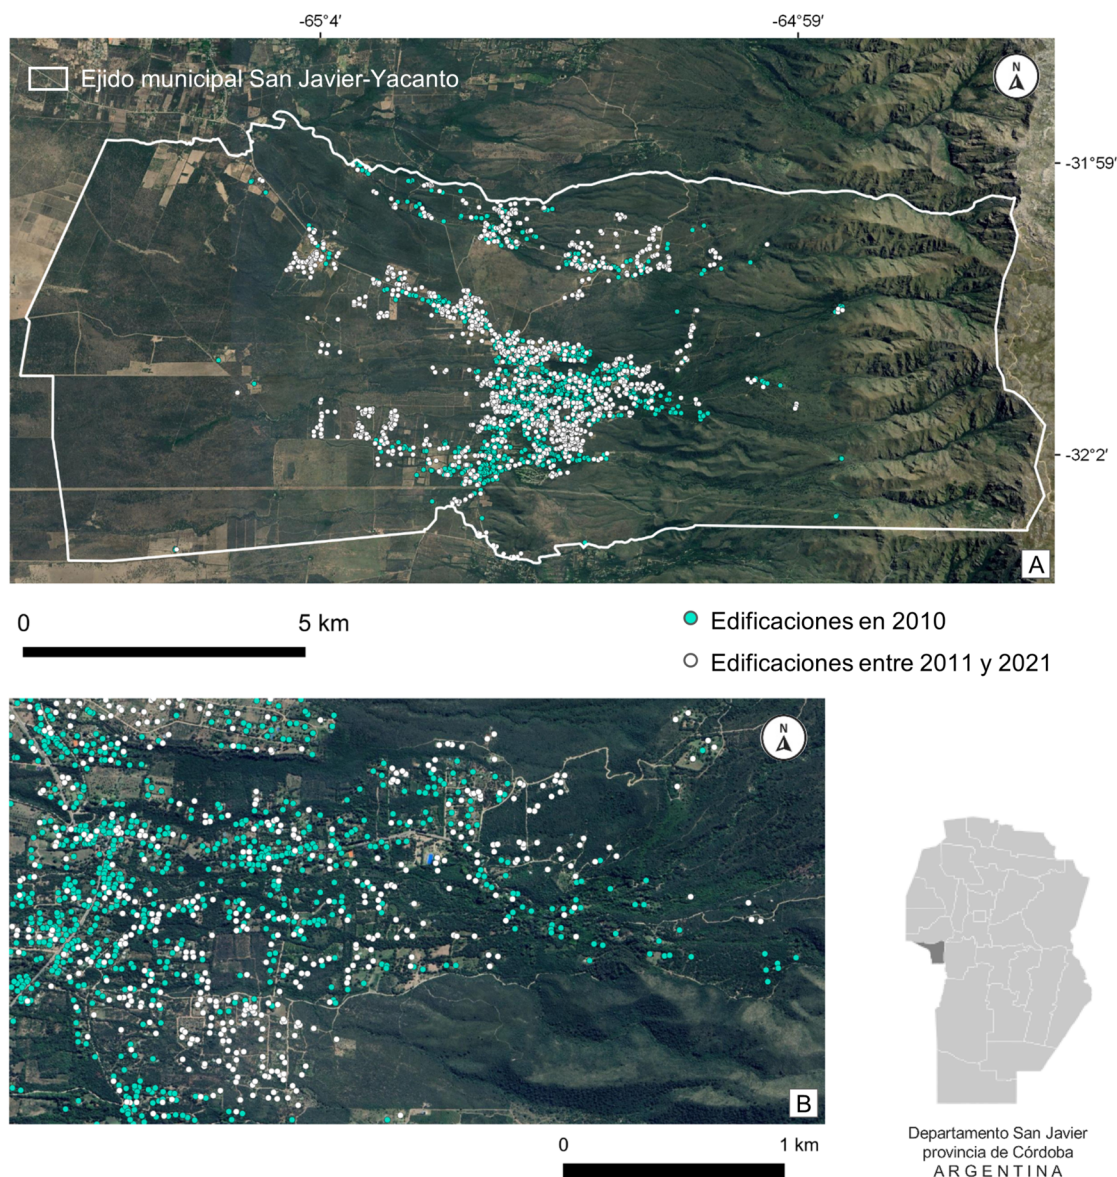 -65°4'
-64°59'
Ejido municipal San Javier-Yacanto
N
-31°59'
-32°2'
A
0
5 km
Edificaciones en 2010
Edificaciones entre 2011 y 2021
N
B
0
1 km
Departamento San Javier
provincia de Córdoba
ARGENTINA